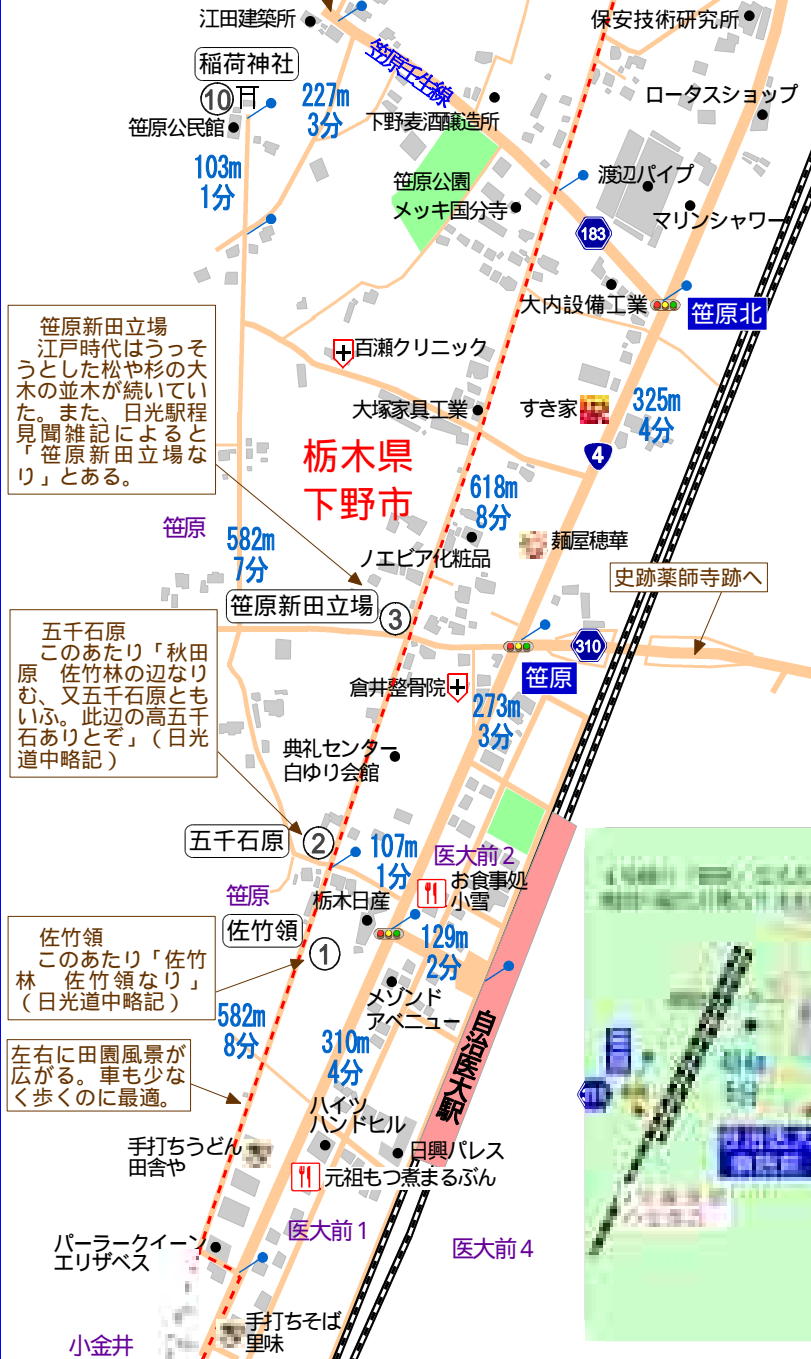 江田建築所
保安技術研究所
笠原壬生線
稲荷神社
⑩
227m
3分
下野麦酒醸造所
ロータスショップ
笹原公民館
103m
1分
笹原公園
メッキ国分寺
渡辺パイプ
マリンシャワー
183
大内設備工業
笹原北
笹原新田立場
江戸時代はうっそ
うとした松や杉の大
木の並木が続いてい
た。また、日光駅程
見聞雑記によると
「笹原新田立場な
り」とある。
百瀬クリニック
大塚家具工業
すき家
325m
4分
4
栃木県
下野市
618m
8分
笹原
582m
7分
ノエビア化粧品
麺屋穂華
史跡薬師寺跡へ
笹原新田立場
③
310
笹原
五千石原
このあたり「秋田
原 佐竹林の辺なり
む、又五千石原とも
いふ。此辺の高五千
石ありとぞ」（日光
道中略記）
倉井整骨院
273m
3分
典礼センター
白ゆり会館
五千石原
②
107m
1分
医大前2
お食事処
小雪
笹原
栃木日産
佐竹領
①
129m
2分
佐竹領
このあたり「佐竹
林 佐竹領なり」
（日光道中略記）
メゾンド
アベニュー
582m
8分
310m
4分
自治医大駅
左右に田園風景が
広がる。車も少な
く歩くのに最適。
ハイツ
ハンドヒル
手打ちうどん
田舎や
日興パレス
元祖もつ煮まるぶん
医大前1
医大前4
パーラークイーン
エリザベス
手打ちそば
里味
小金井